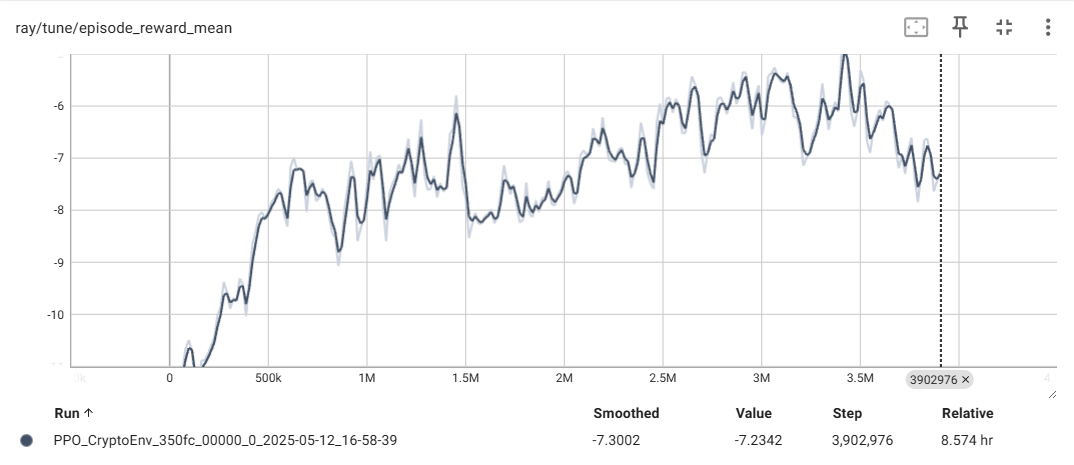 ray/tune/episode_reward_mean
-6
-7
-8
-9
-10
0 500k 1M 1.5M 2M 2.5M 3M 3.5M 3902976 ×
Run ↑ Smoothed Value Step Relative
PPO_CryptoEnv_350fc_00000_0_2025-05-12_16-58-39 -7.3002 -7.2342 3,902,976 8.574 hr